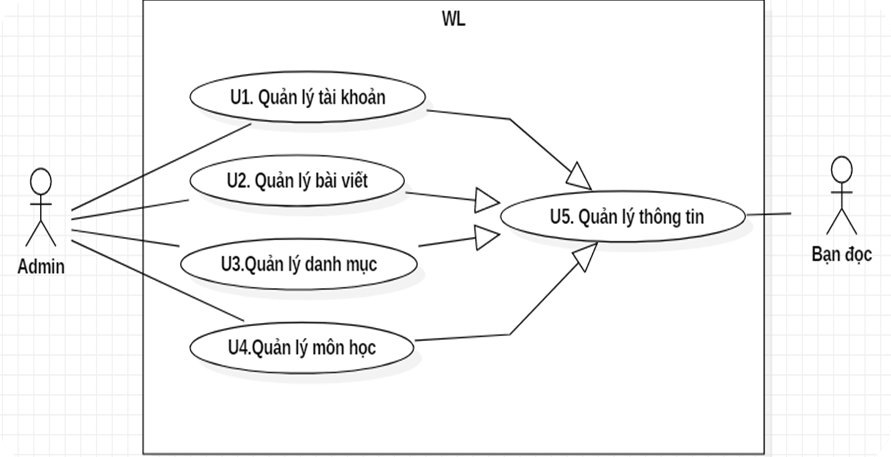 WL
U1. Quản lý tài khoản
U2. Quản lý bài viết
U3.Quản lý danh mục
U4.Quản lý môn học
U5. Quản lý thông tin
Admin
Bạn đọc